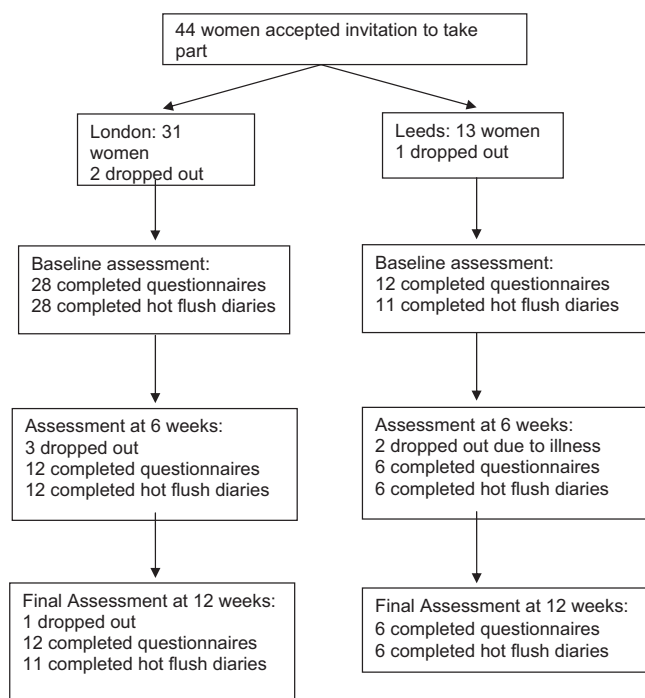 44 women accepted invitation to take
part
London: 31
women
2 dropped out
Leeds: 13 women
1 dropped out
Baseline assessment:
28 completed questionnaires
28 completed hot flush diaries
Baseline assessment:
12 completed questionnaires
11 completed hot flush diaries
Assessment at 6 weeks:
3 dropped out
12 completed questionnaires
12 completed hot flush diaries
Assessment at 6 weeks:
2 dropped out due to illness
6 completed questionnaires
6 completed hot flush diaries
Final Assessment at 12 weeks:
1 dropped out
12 completed questionnaires
11 completed hot flush diaries
Final Assessment at 12 weeks:
6 completed questionnaires
6 completed hot flush diaries